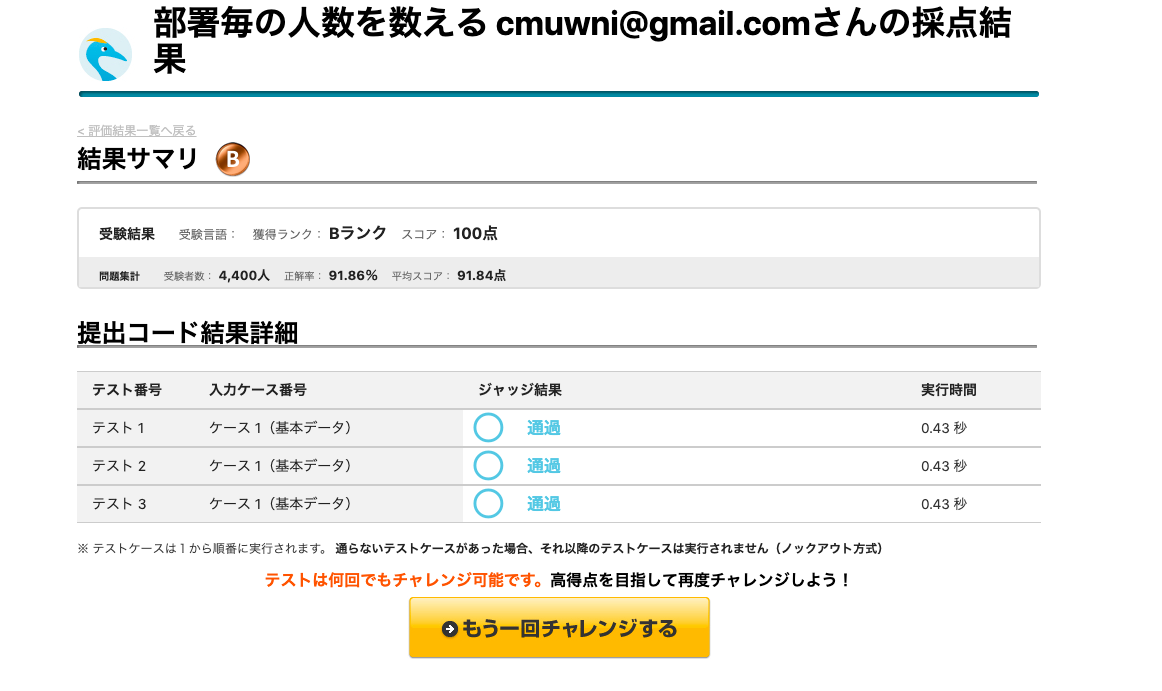 部署毎の人数を数える cmuwni@gmail.comさんの採点結
果
< 評価結果一覧へ戻る
結果サマリ B
受験結果 受験言語： 獲得ランク： Bランク スコア： 100点
問題集計 受験者数： 4,400人 正解率： 91.86% 平均スコア： 91.84点
提出コード結果詳細
テスト番号 入力ケース番号 ジャッジ結果 実行時間
テスト 1 ケース 1（基本データ） 通過 0.43 秒
テスト 2 ケース 1（基本データ） 通過 0.43 秒
テスト 3 ケース 1（基本データ） 通過 0.43 秒
※ テストケースは 1 から順番に実行されます。 通らないテストケースがあった場合、それ以降のテストケースは実行されません（ノックアウト方式）
テストは何回でもチャレンジ可能です。高得点を目指して再度チャレンジしよう！
もう一回チャレンジする